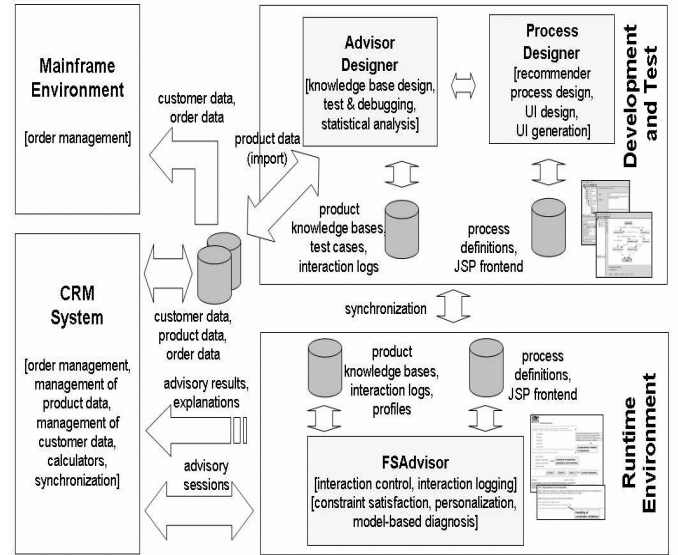 Mainframe
Environment
[order management]
customer data,
order data
product data
(import)
Advisor
Designer
[knowledge base design,
test & debugging,
statistical analysis]
Process
Designer
[recommender
process design,
UI design,
UI generation]
Development
and Test
product
knowledge bases,
test cases,
interaction logs
process
definitions,
JSP frontend
CRM
System
[order management,
management of
product data,
management of
customer data,
calculators,
synchronization]
customer data,
product data,
order data
synchronization
advisory results,
explanations
advisory
sessions
product
knowledge bases,
interaction logs,
profiles
process
definitions,
JSP frontend
FSAdvisor
[interaction control, interaction logging]
[constraint satisfaction, personalization,
model-based diagnosis]
Runtime
Environment